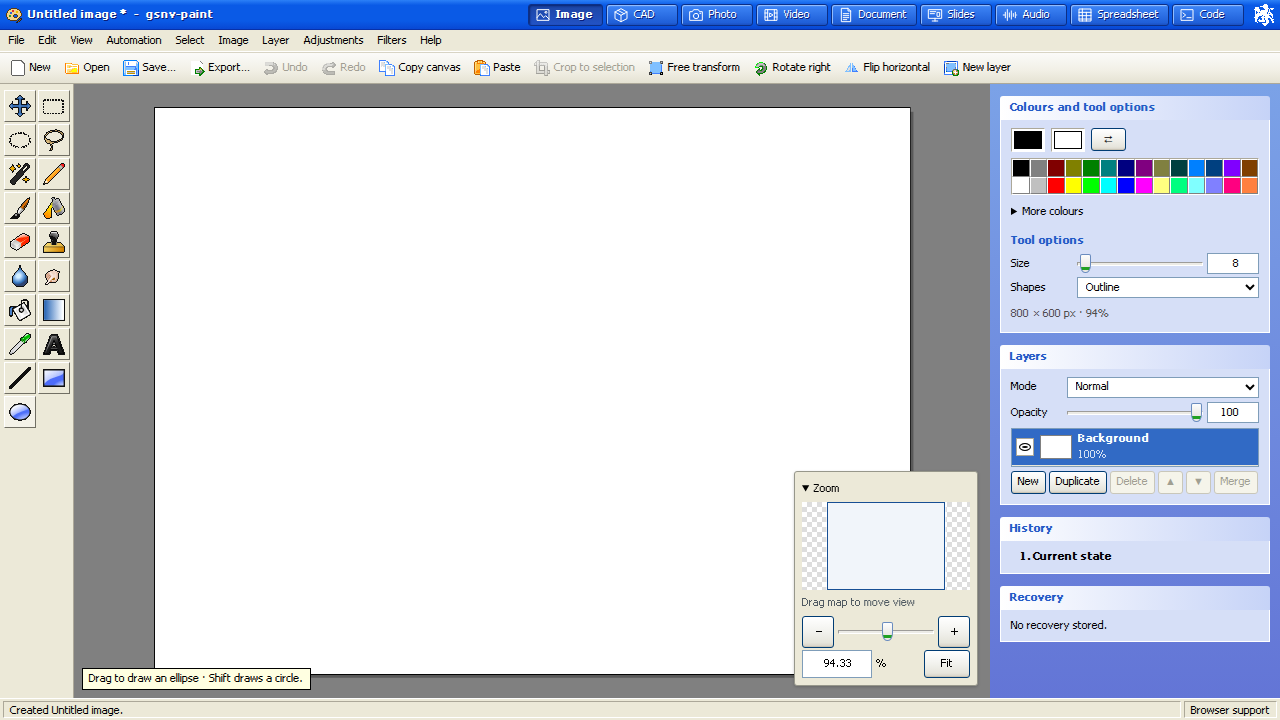 Untitled image * - gsnv-paint
Image CAD Photo Video Document Slides Audio Spreadsheet Code
File Edit View Automation Select Image Layer Adjustments Filters Help
New Open Save... Export... Undo Redo Copy canvas Paste Crop to selection Free transform Rotate right Flip horizontal New layer
Colours and tool options
More colours
Tool options
Size 8
Shapes Outline
800 × 600 px · 94%
Layers
Mode Normal
Opacity 100
Background
100%
New Duplicate Delete ▲ ▼ Merge
History
1. Current state
Recovery
No recovery stored.
Zoom
Drag map to move view
− +
94.33 % Fit
Drag to draw an ellipse · Shift draws a circle.
Created Untitled image.
Browser support